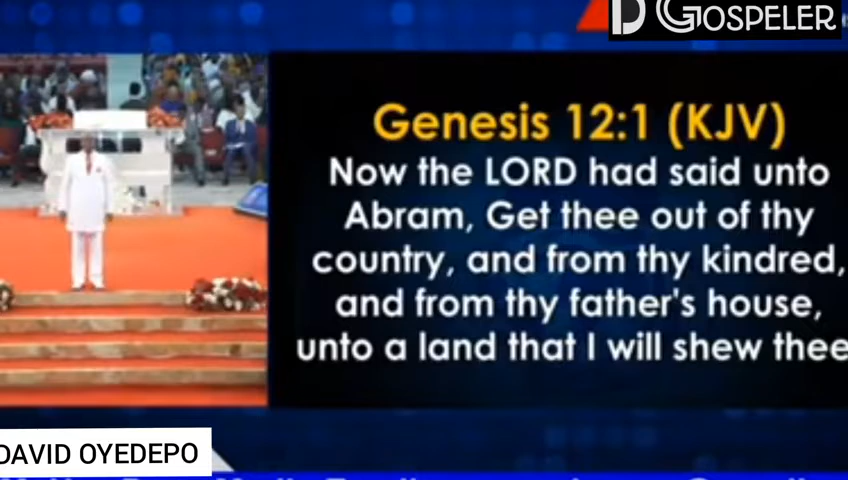 D GOSPELER
Genesis 12:1 (KJV)
Now the LORD had said unto
Abram, Get thee out of thy
country, and from thy kindred,
and from thy father's house,
unto a land that I will shew thee
DAVID OYEDEPO